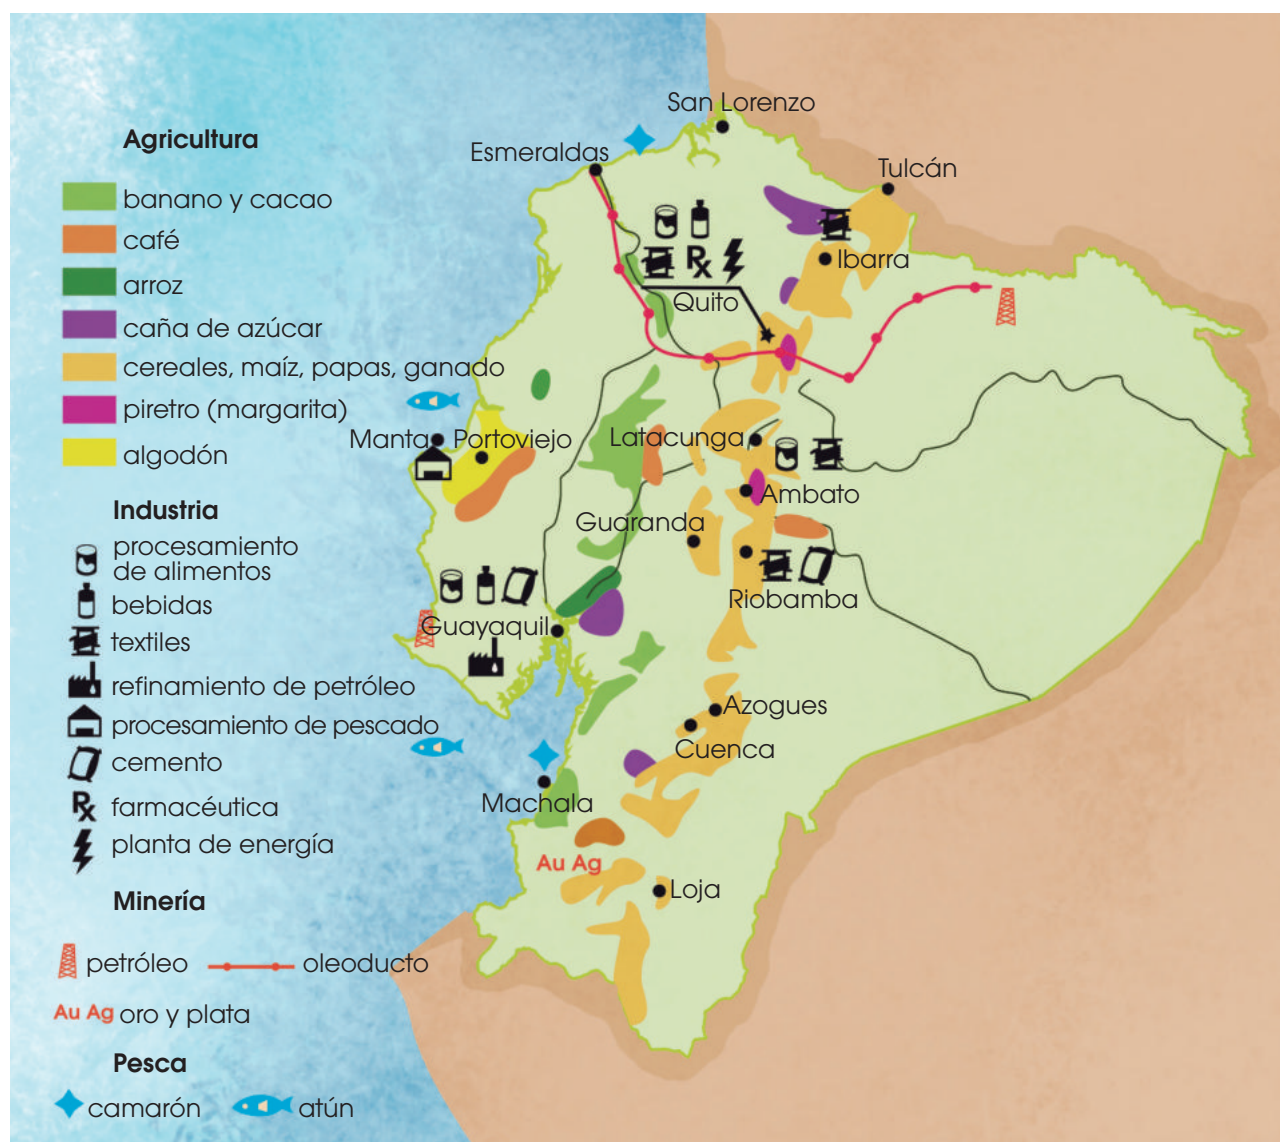 Agricultura
banano y cacao
café
arroz
caña de azúcar
cereales, maíz, papas, ganado
piretro (margarita)
algodón
Industria
procesamiento
de alimentos
bebidas
textiles
refinamiento de petróleo
procesamiento de pescado
cemento
Rx farmacéutica
planta de energía
Minería
petróleo
oleoducto
Au Ag oro y plata
Pesca
camarón
atún
San Lorenzo
Esmeraldas
Tulcán
Ibarra
Rx
Quito
Manta
Portoviejo
Latacunga
Ambato
Guaranda
Riobamba
Guayaquil
Azogues
Cuenca
Machala
Au Ag
Loja